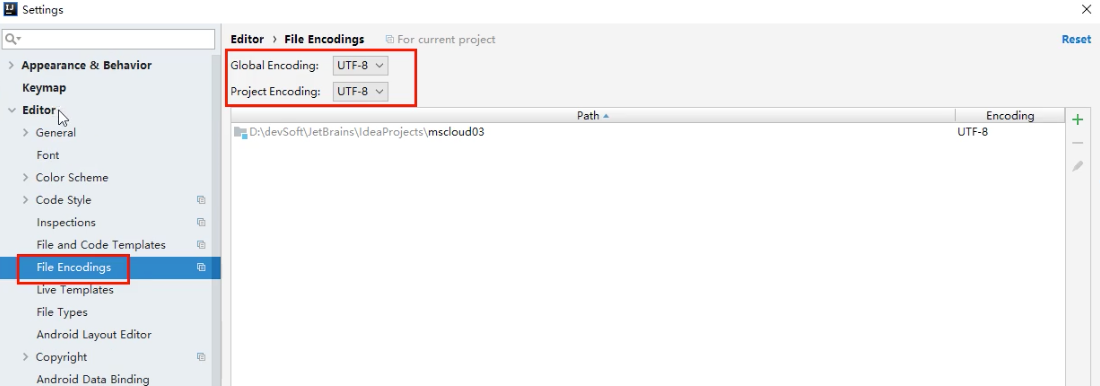 Settings
Editor > File Encodings For current project Reset
Global Encoding: UTF-8
Project Encoding: UTF-8
Path Encoding
D:\devSoft\JetBrains\IdeaProjects\mscloud03 UTF-8
Appearance & Behavior
Keymap
Editor
General
Font
Color Scheme
Code Style
Inspections
File and Code Templates
File Encodings
Live Templates
File Types
Android Layout Editor
Copyright
Android Data Binding